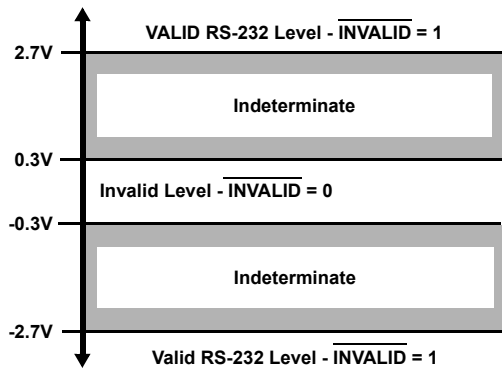 VALID RS-232 Level - INVALID = 1
2.7V
Indeterminate
0.3V
Invalid Level - INVALID = 0
-0.3V
Indeterminate
-2.7V
Valid RS-232 Level - INVALID = 1